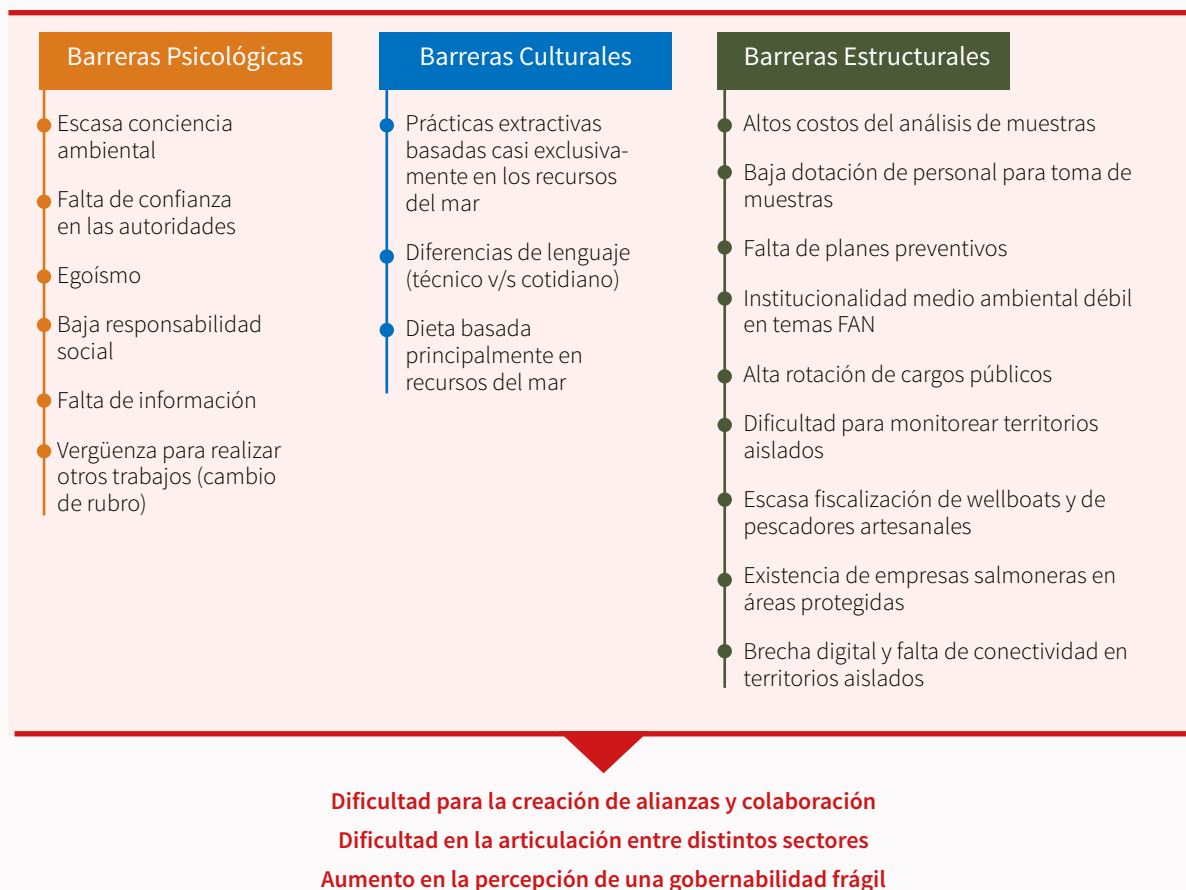 Barreras Psicológicas
Escasa conciencia
ambiental
Falta de confianza
en las autoridades
Egoísmo
Baja responsabilidad
social
Falta de información
Vergüenza para realizar
otros trabajos (cambio
de rubro)
Barreras Culturales
Prácticas extractivas
basadas casi exclusiva-
mente en los recursos
del mar
Diferencias de lenguaje
(técnico v/s cotidiano)
Dieta basada
principalmente en
recursos del mar
Barreras Estructurales
Altos costos del análisis de muestras
Baja dotación de personal para toma de
muestras
Falta de planes preventivos
Institucionalidad medio ambiental débil
en temas FAN
Alta rotación de cargos públicos
Dificultad para monitorear territorios
aislados
Escasa fiscalización de wellboats y de
pescadores artesanales
Existencia de empresas salmoneras en
áreas protegidas
Brecha digital y falta de conectividad en
territorios aislados
Dificultad para la creación de alianzas y colaboración
Dificultad en la articulación entre distintos sectores
Aumento en la percepción de una gobernabilidad frágil